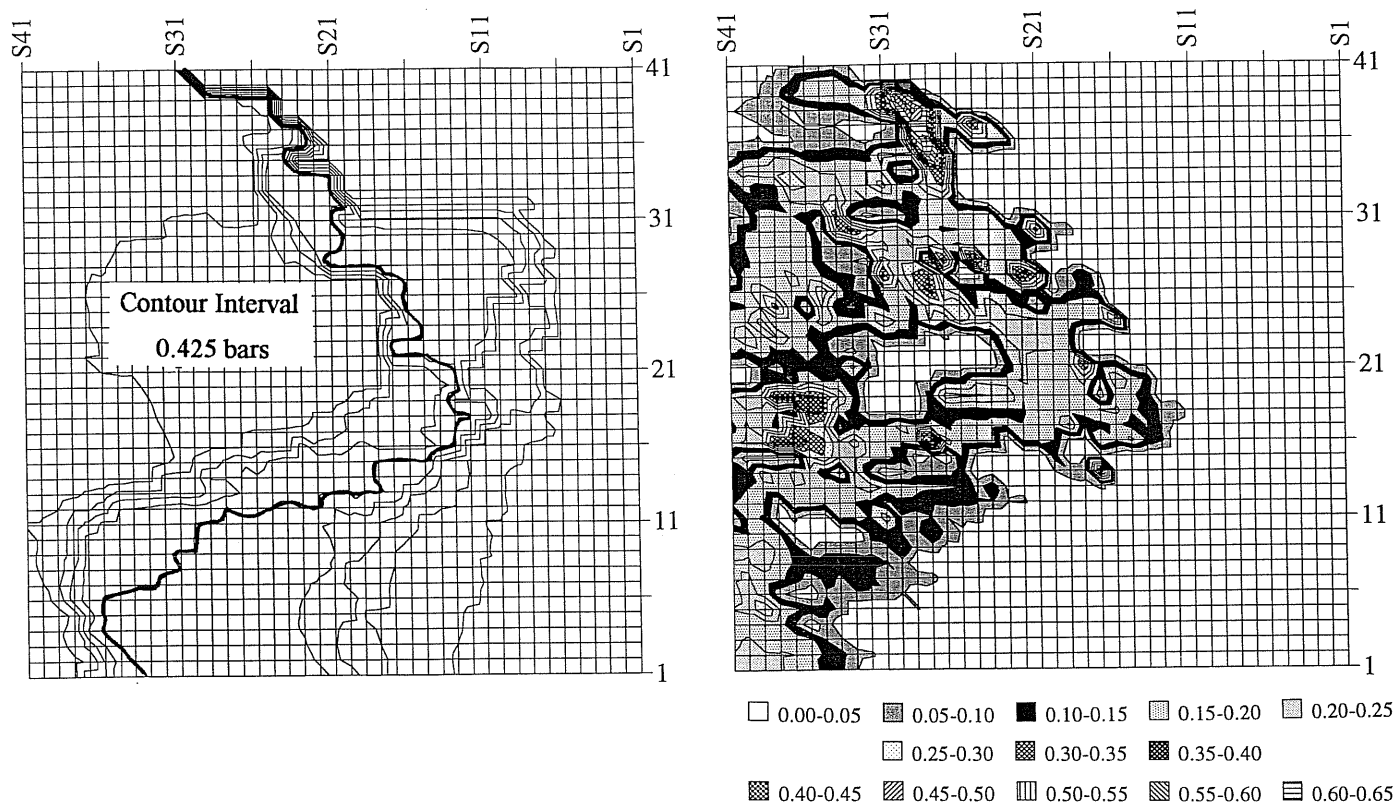 S41 S31 S21 S11 S1
41
31
21
11
1
Contour Interval
0.425 bars
S41 S31 S21 S11 S1
41
31
21
11
1
0.00-0.05 0.05-0.10 0.10-0.15 0.15-0.20 0.20-0.25
0.25-0.30 0.30-0.35 0.35-0.40
0.40-0.45 0.45-0.50 0.50-0.55 0.55-0.60 0.60-0.65